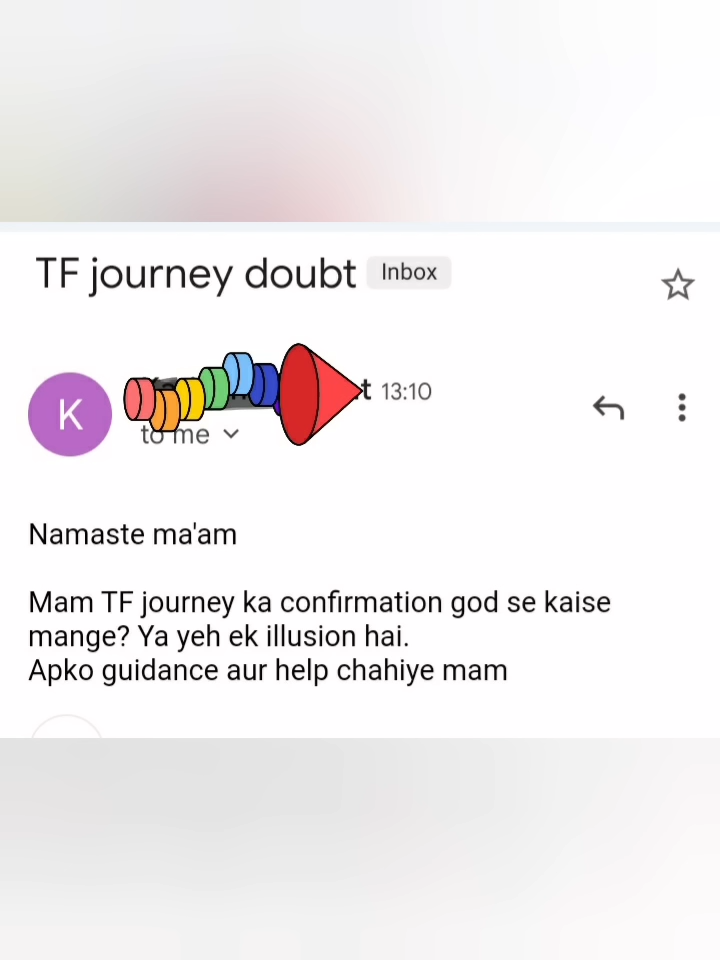 TF journey doubt Inbox
K
13:10
to me
Namaste ma'am
Mam TF journey ka confirmation god se kaise
mange? Ya yeh ek illusion hai.
Apko guidance aur help chahiye mam